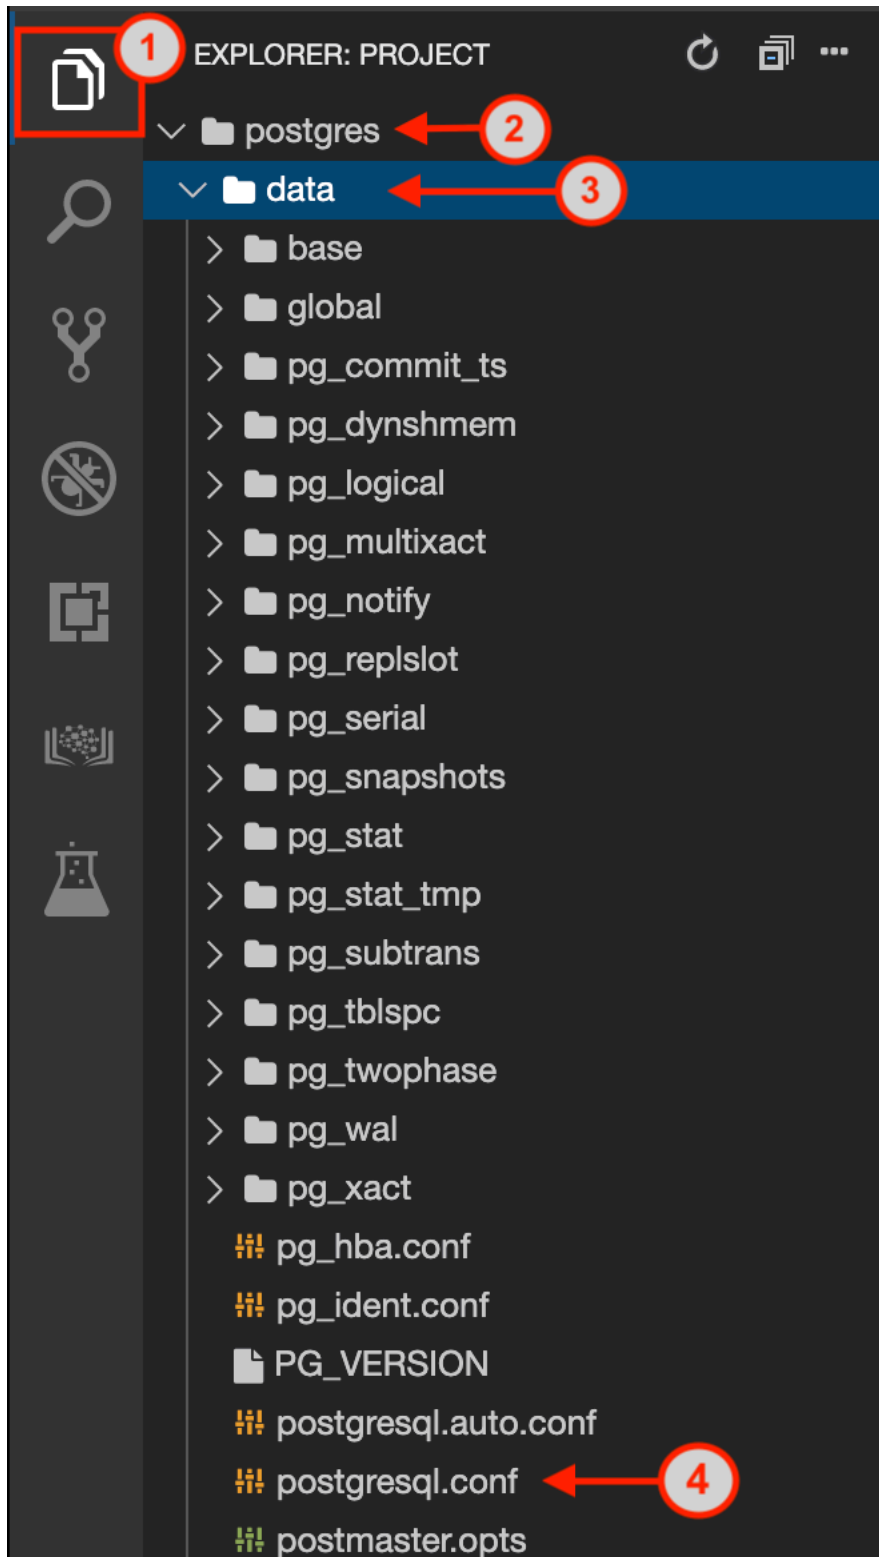 1
EXPLORER: PROJECT
postgres 2
data 3
base
global
pg_commit_ts
pg_dynshmem
pg_logical
pg_multixact
pg_notify
pg_replslot
pg_serial
pg_snapshots
pg_stat
pg_stat_tmp
pg_subtrans
pg_tblspc
pg_twophase
pg_wal
pg_xact
pg_hba.conf
pg_ident.conf
PG_VERSION
postgresql.auto.conf
postgresql.conf 4
postmaster.opts